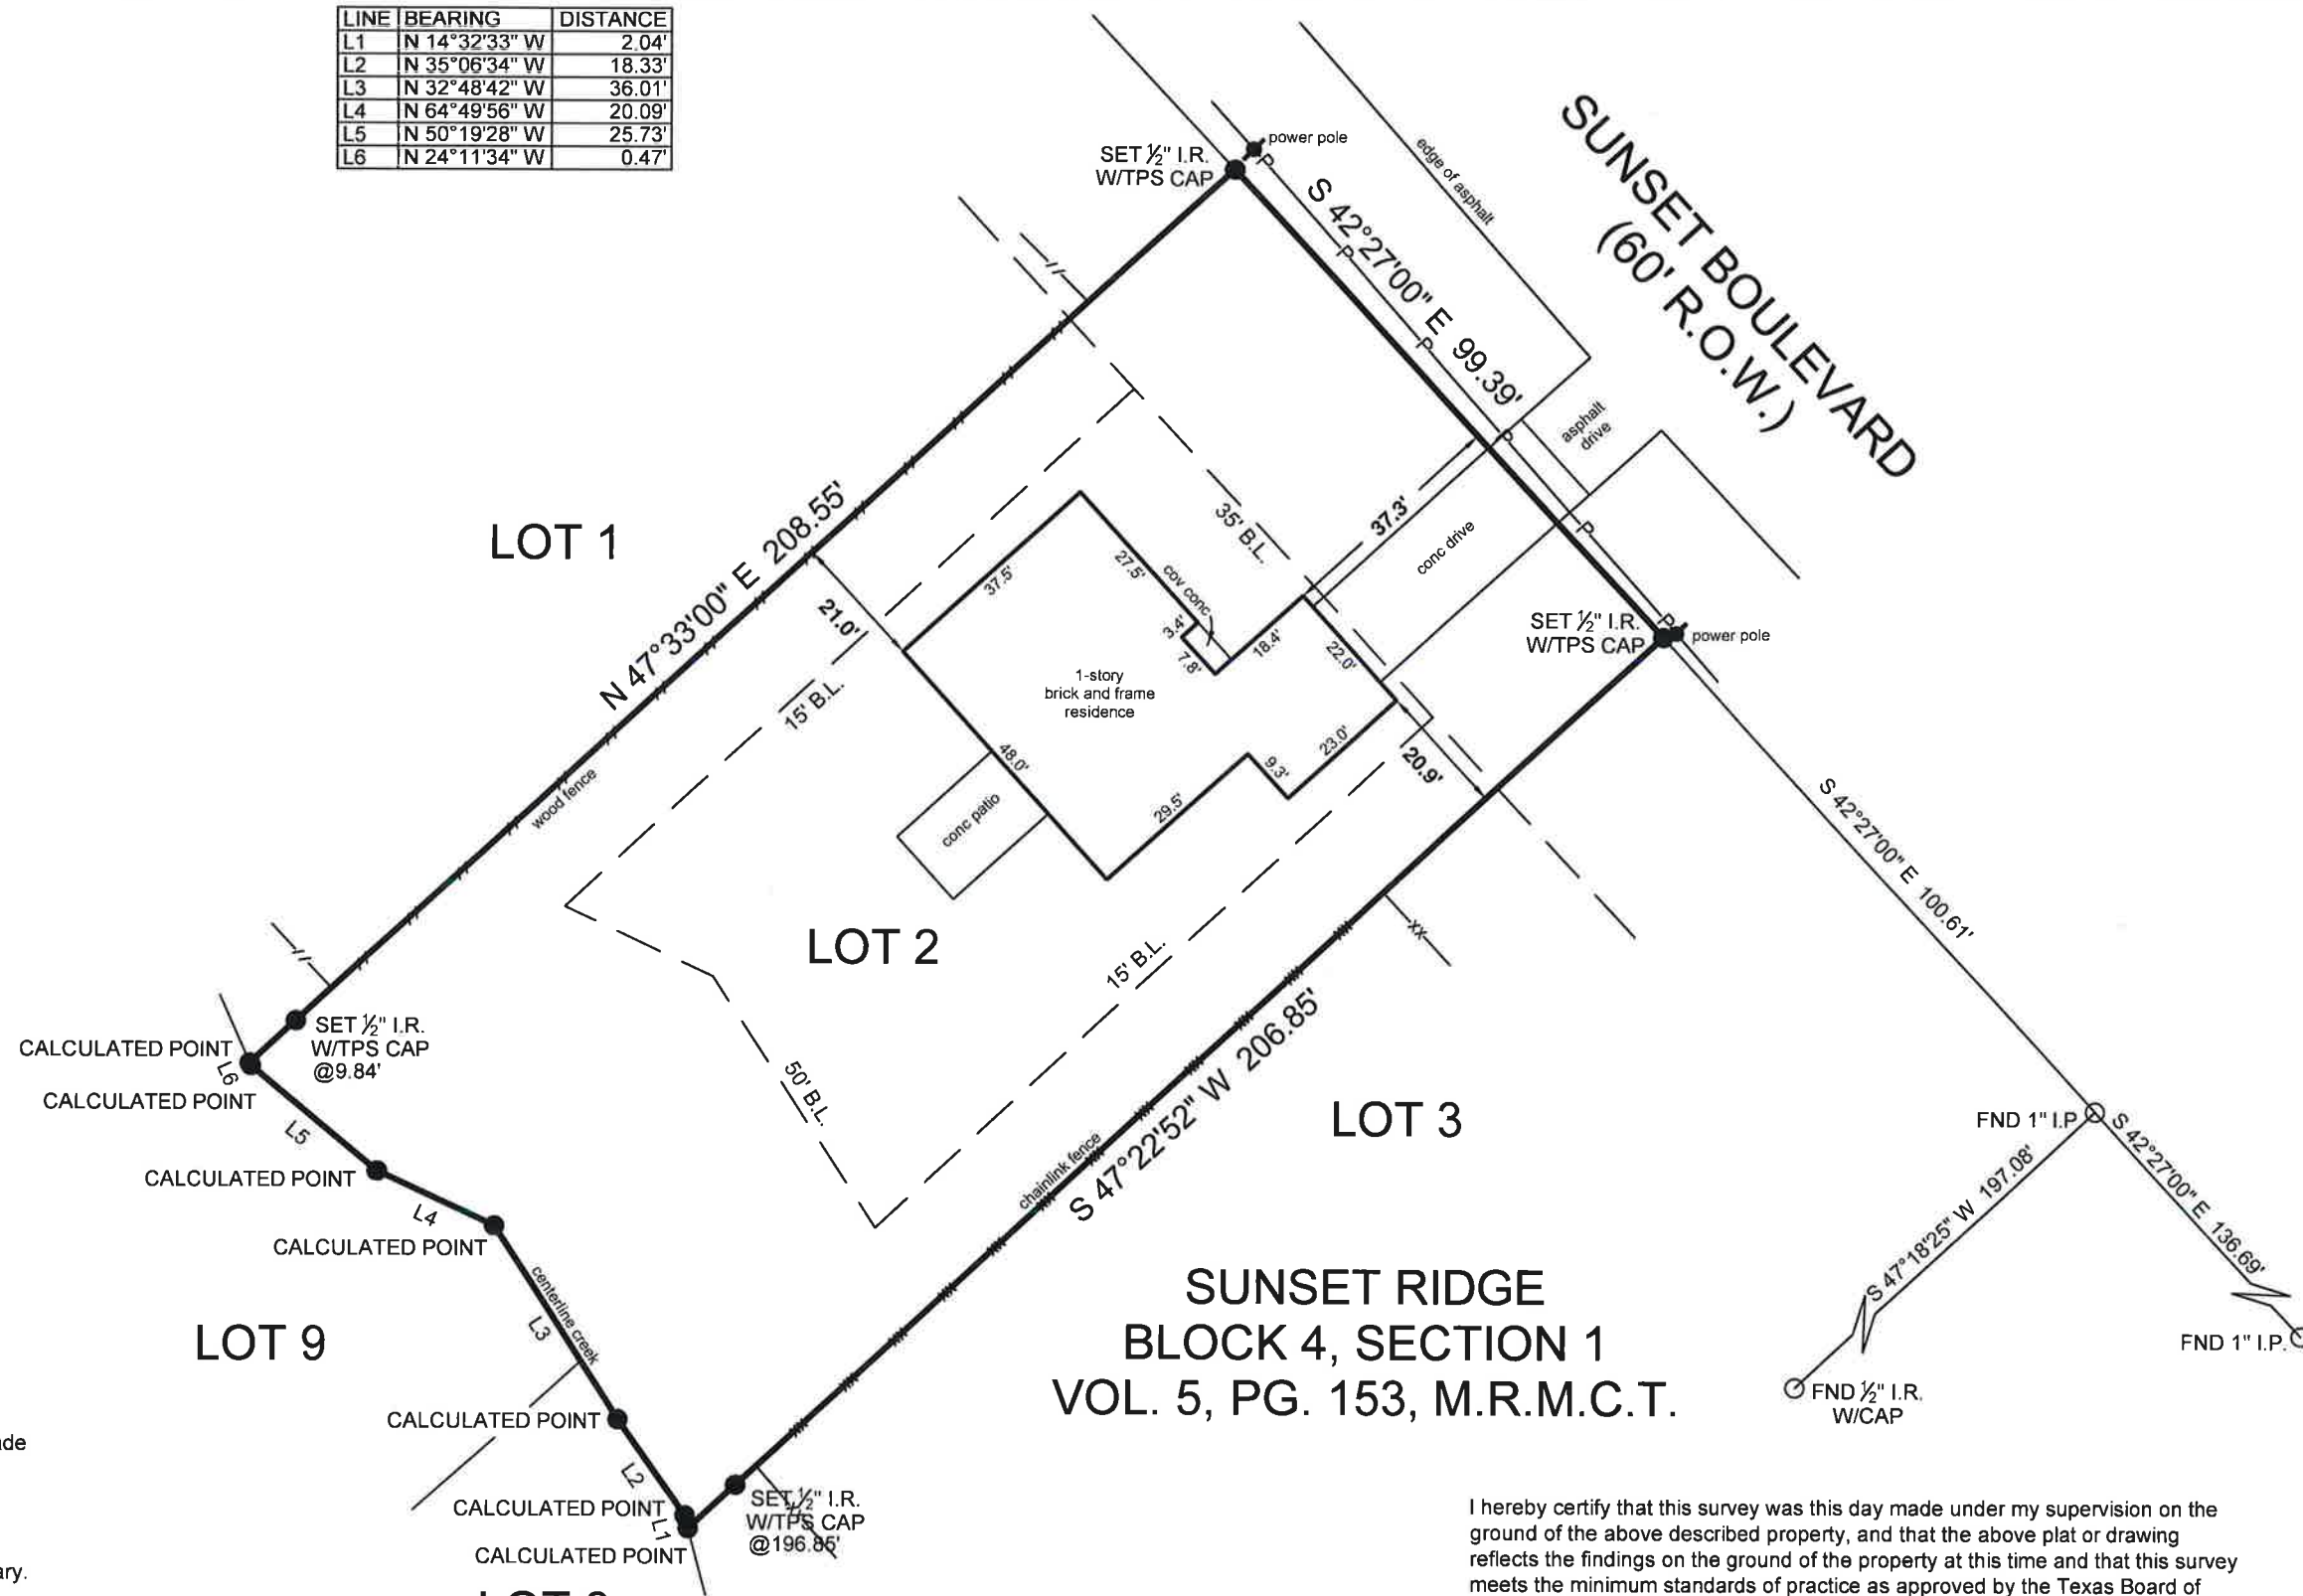 LINE BEARING DISTANCE
L1 N 14°32'33" W 2.04'
L2 N 35°06'34" W 18.33'
L3 N 32°48'42" W 36.01'
L4 N 64°49'56" W 20.09'
L5 N 50°19'28" W 25.73'
L6 N 24°11'34" W 0.47'
SET ½" I.R.
W/TPS CAP
power pole
P
S 42°27'00" E 99.39'
P
P
P
P
P
edge of asphalt
SUNSET BOULEVARD
(60' R.O.W.)
asphalt
drive
LOT 1
N 47°33'00" E 208.55'
21.0'
15' B.L.
wood fence
35' B.L.
37.3'
conc drive
SET ½" I.R.
W/TPS CAP
power pole
37.5'
27.5'
cov conc
3.4'
7.8'
18.4'
22.0'
1-story
brick and frame
residence
48.0'
29.5'
9.3'
23.0'
20.9'
conc patio
LOT 2
15' B.L.
50' B.L.
XX
chainlink fence
S 47°22'52" W 206.85'
LOT 3
S 42°27'00" E 100.61'
FND 1" I.P
S 47°18'25" W 197.08'
S 42°27'00" E 136.69'
FND 1" I.P.
FND ½" I.R.
W/CAP
SET ½" I.R.
W/TPS CAP
@9.84'
CALCULATED POINT
L6
CALCULATED POINT
L5
CALCULATED POINT
L4
CALCULATED POINT
centerline creek
L3
LOT 9
CALCULATED POINT
L2
CALCULATED POINT
L1
CALCULATED POINT
SET ½" I.R.
W/TPS CAP
@196.85'
SUNSET RIDGE
BLOCK 4, SECTION 1
VOL. 5, PG. 153, M.R.M.C.T.
I hereby certify that this survey was this day made under my supervision on the
ground of the above described property, and that the above plat or drawing
reflects the findings on the ground of the property at this time and that this survey
meets the minimum standards of practice as approved by the Texas Board of